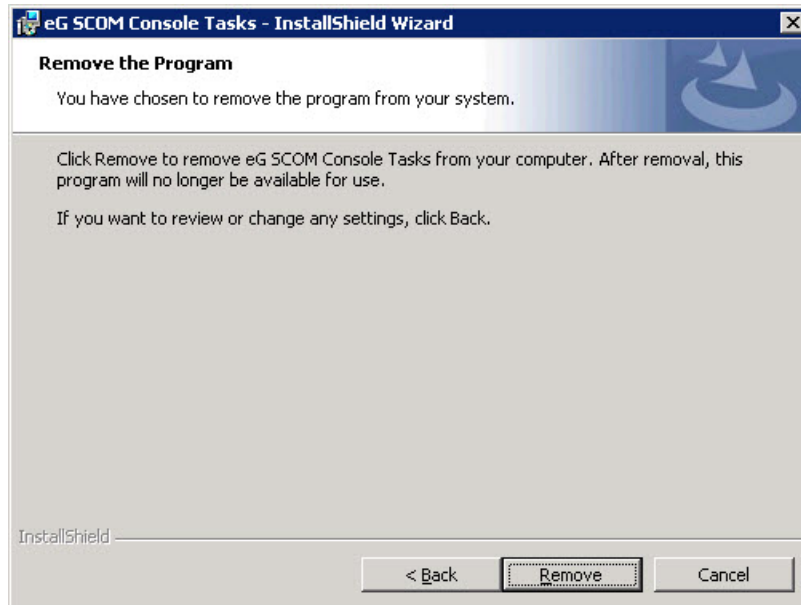 eG SCOM Console Tasks - InstallShield Wizard
Remove the Program
You have chosen to remove the program from your system.
Click Remove to remove eG SCOM Console Tasks from your computer. After removal, this
program will no longer be available for use.
If you want to review or change any settings, click Back.
InstallShield
< Back
Remove
Cancel